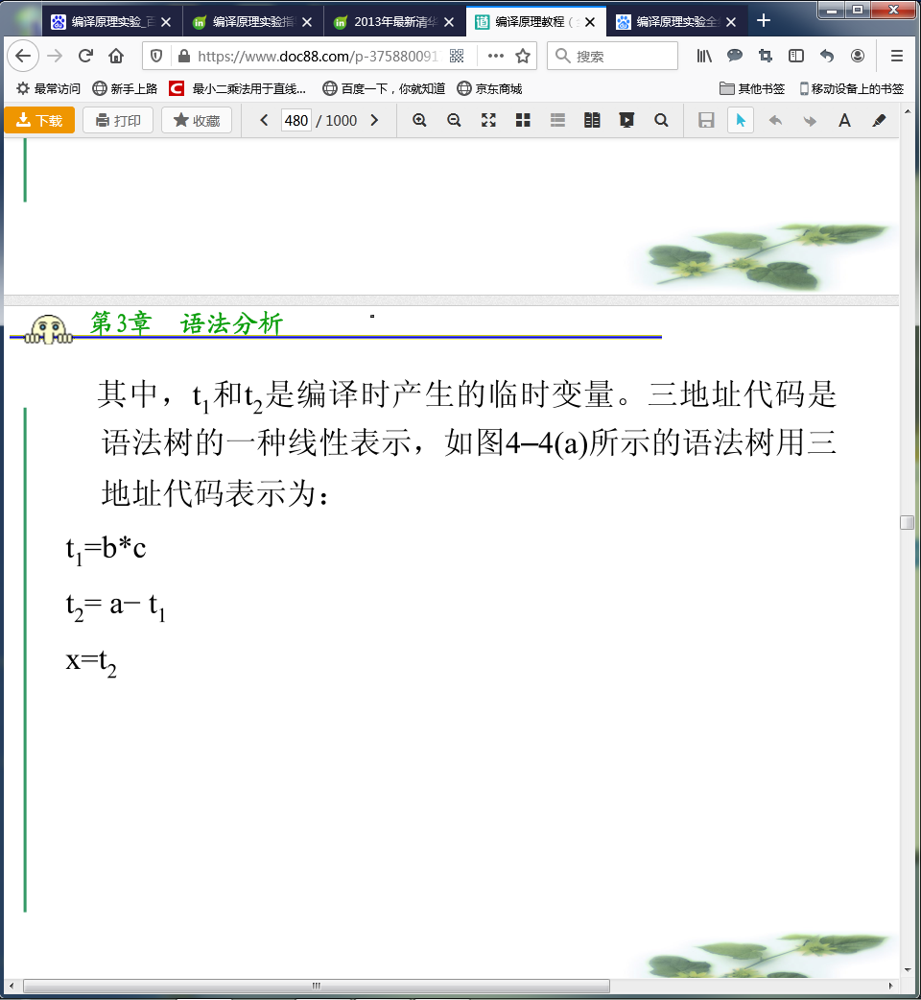 编译原理实验_百
编译原理实验指
2013年最新清华
编译原理教程（
编译原理实验全
https://www.doc88.com/p-37588009
搜索
最常访问
新手上路
最小二乘法用于直线...
百度一下，你就知道
京东商城
其他书签
移动设备上的书签
下载
打印
收藏
480 / 1000
A
第3章 语法分析
其中，t₁和t₂是编译时产生的临时变量。三地址代码是
语法树的一种线性表示，如图4–4(a)所示的语法树用三
地址代码表示为：
t₁=b*c
t₂= a− t₁
x=t₂